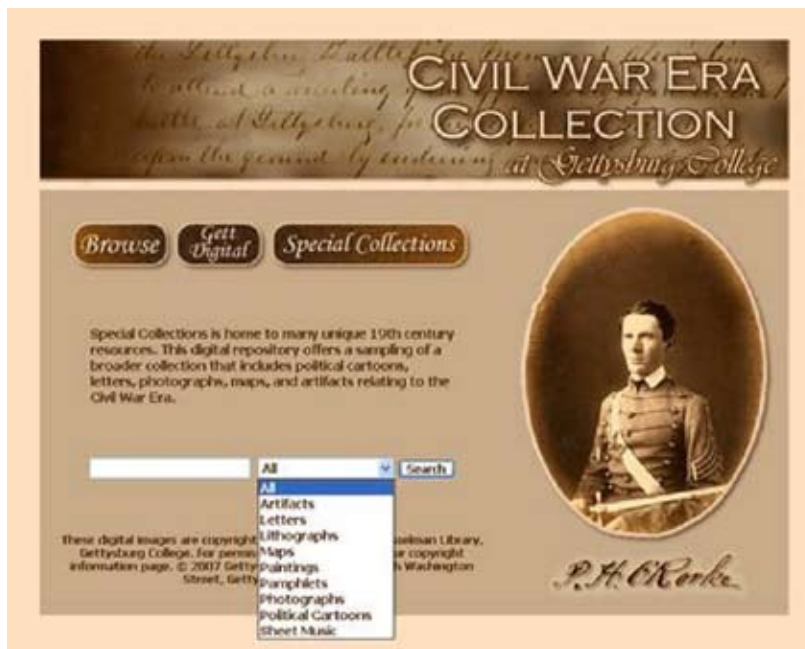 CIVIL WAR ERA
COLLECTION
at Gettysburg College
Browse
Gett
Digital
Special Collections
Special Collections is home to many unique 19th century
resources. This digital repository offers a sampling of a
broader collection that includes political cartoons,
letters, photographs, maps, and artifacts relating to the
Civil War Era.
All
Search
All
Artifacts
Letters
Lithographs
Maps
Paintings
Pamphlets
Photographs
Political Cartoons
Sheet Music
These digital images are copyright Library,
Gettysburg College. For copyright
information page. © 2007 Washington
Street,
P. H. O'Rorke